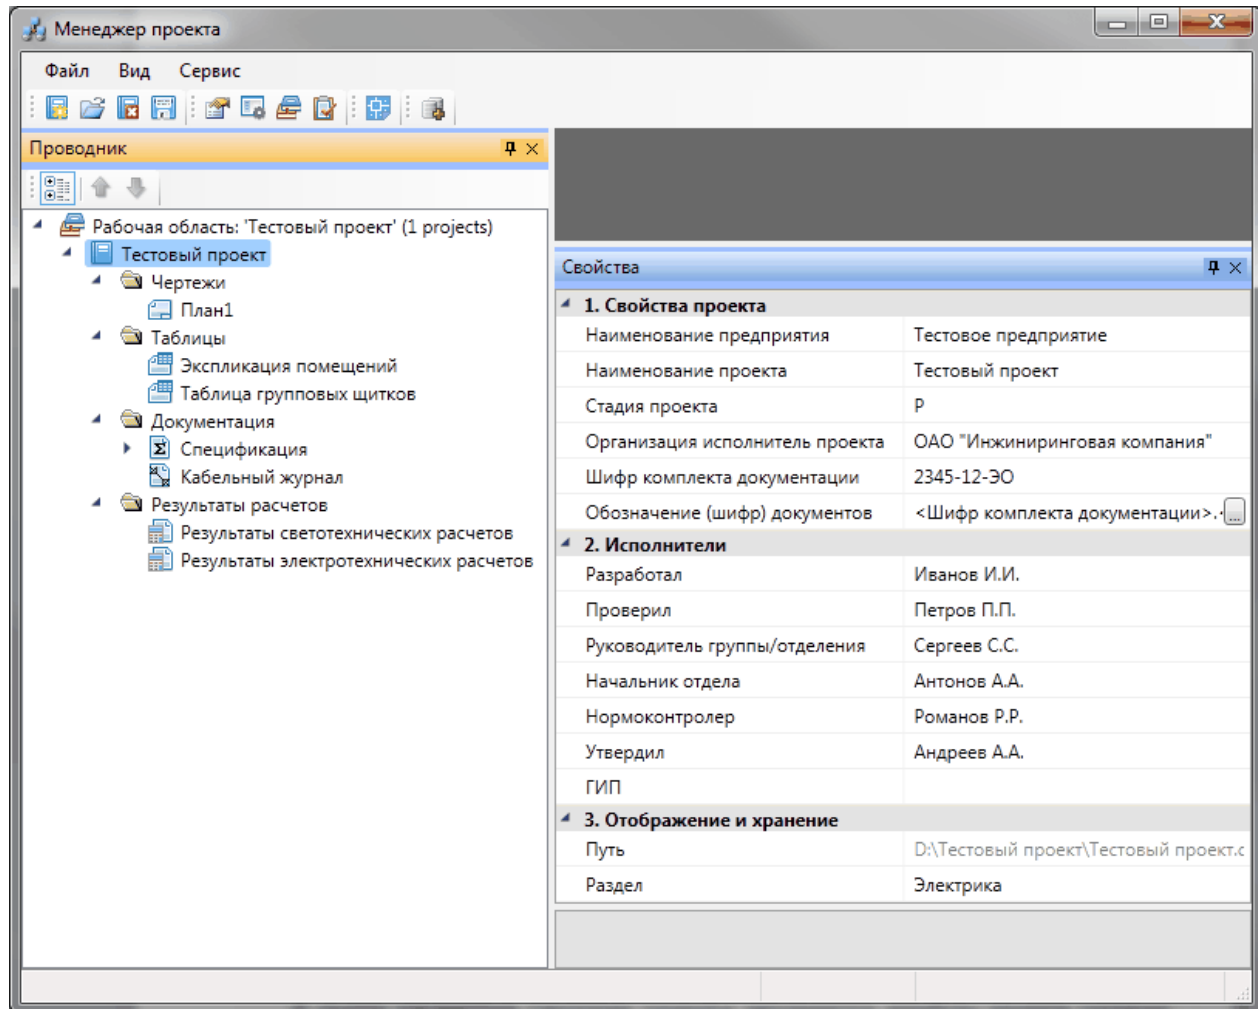 Менеджер проекта
Файл Вид Сервис
Проводник
Рабочая область: 'Тестовый проект' (1 projects)
Тестовый проект
Чертежи
План1
Таблицы
Экспликация помещений
Таблица групповых щитков
Документация
Спецификация
Кабельный журнал
Результаты расчетов
Результаты светотехнических расчетов
Результаты электротехнических расчетов
Свойства
1. Свойства проекта
Наименование предприятия Тестовое предприятие
Наименование проекта Тестовый проект
Стадия проекта Р
Организация исполнитель проекта ОАО "Инжиниринговая компания"
Шифр комплекта документации 2345-12-ЭО
Обозначение (шифр) документов <Шифр комплекта документации>. ...
2. Исполнители
Разработал Иванов И.И.
Проверил Петров П.П.
Руководитель группы/отделения Сергеев С.С.
Начальник отдела Антонов А.А.
Нормоконтролер Романов Р.Р.
Утвердил Андреев А.А.
ГИП
3. Отображение и хранение
Путь D:\Тестовый проект\Тестовый проект.c
Раздел Электрика